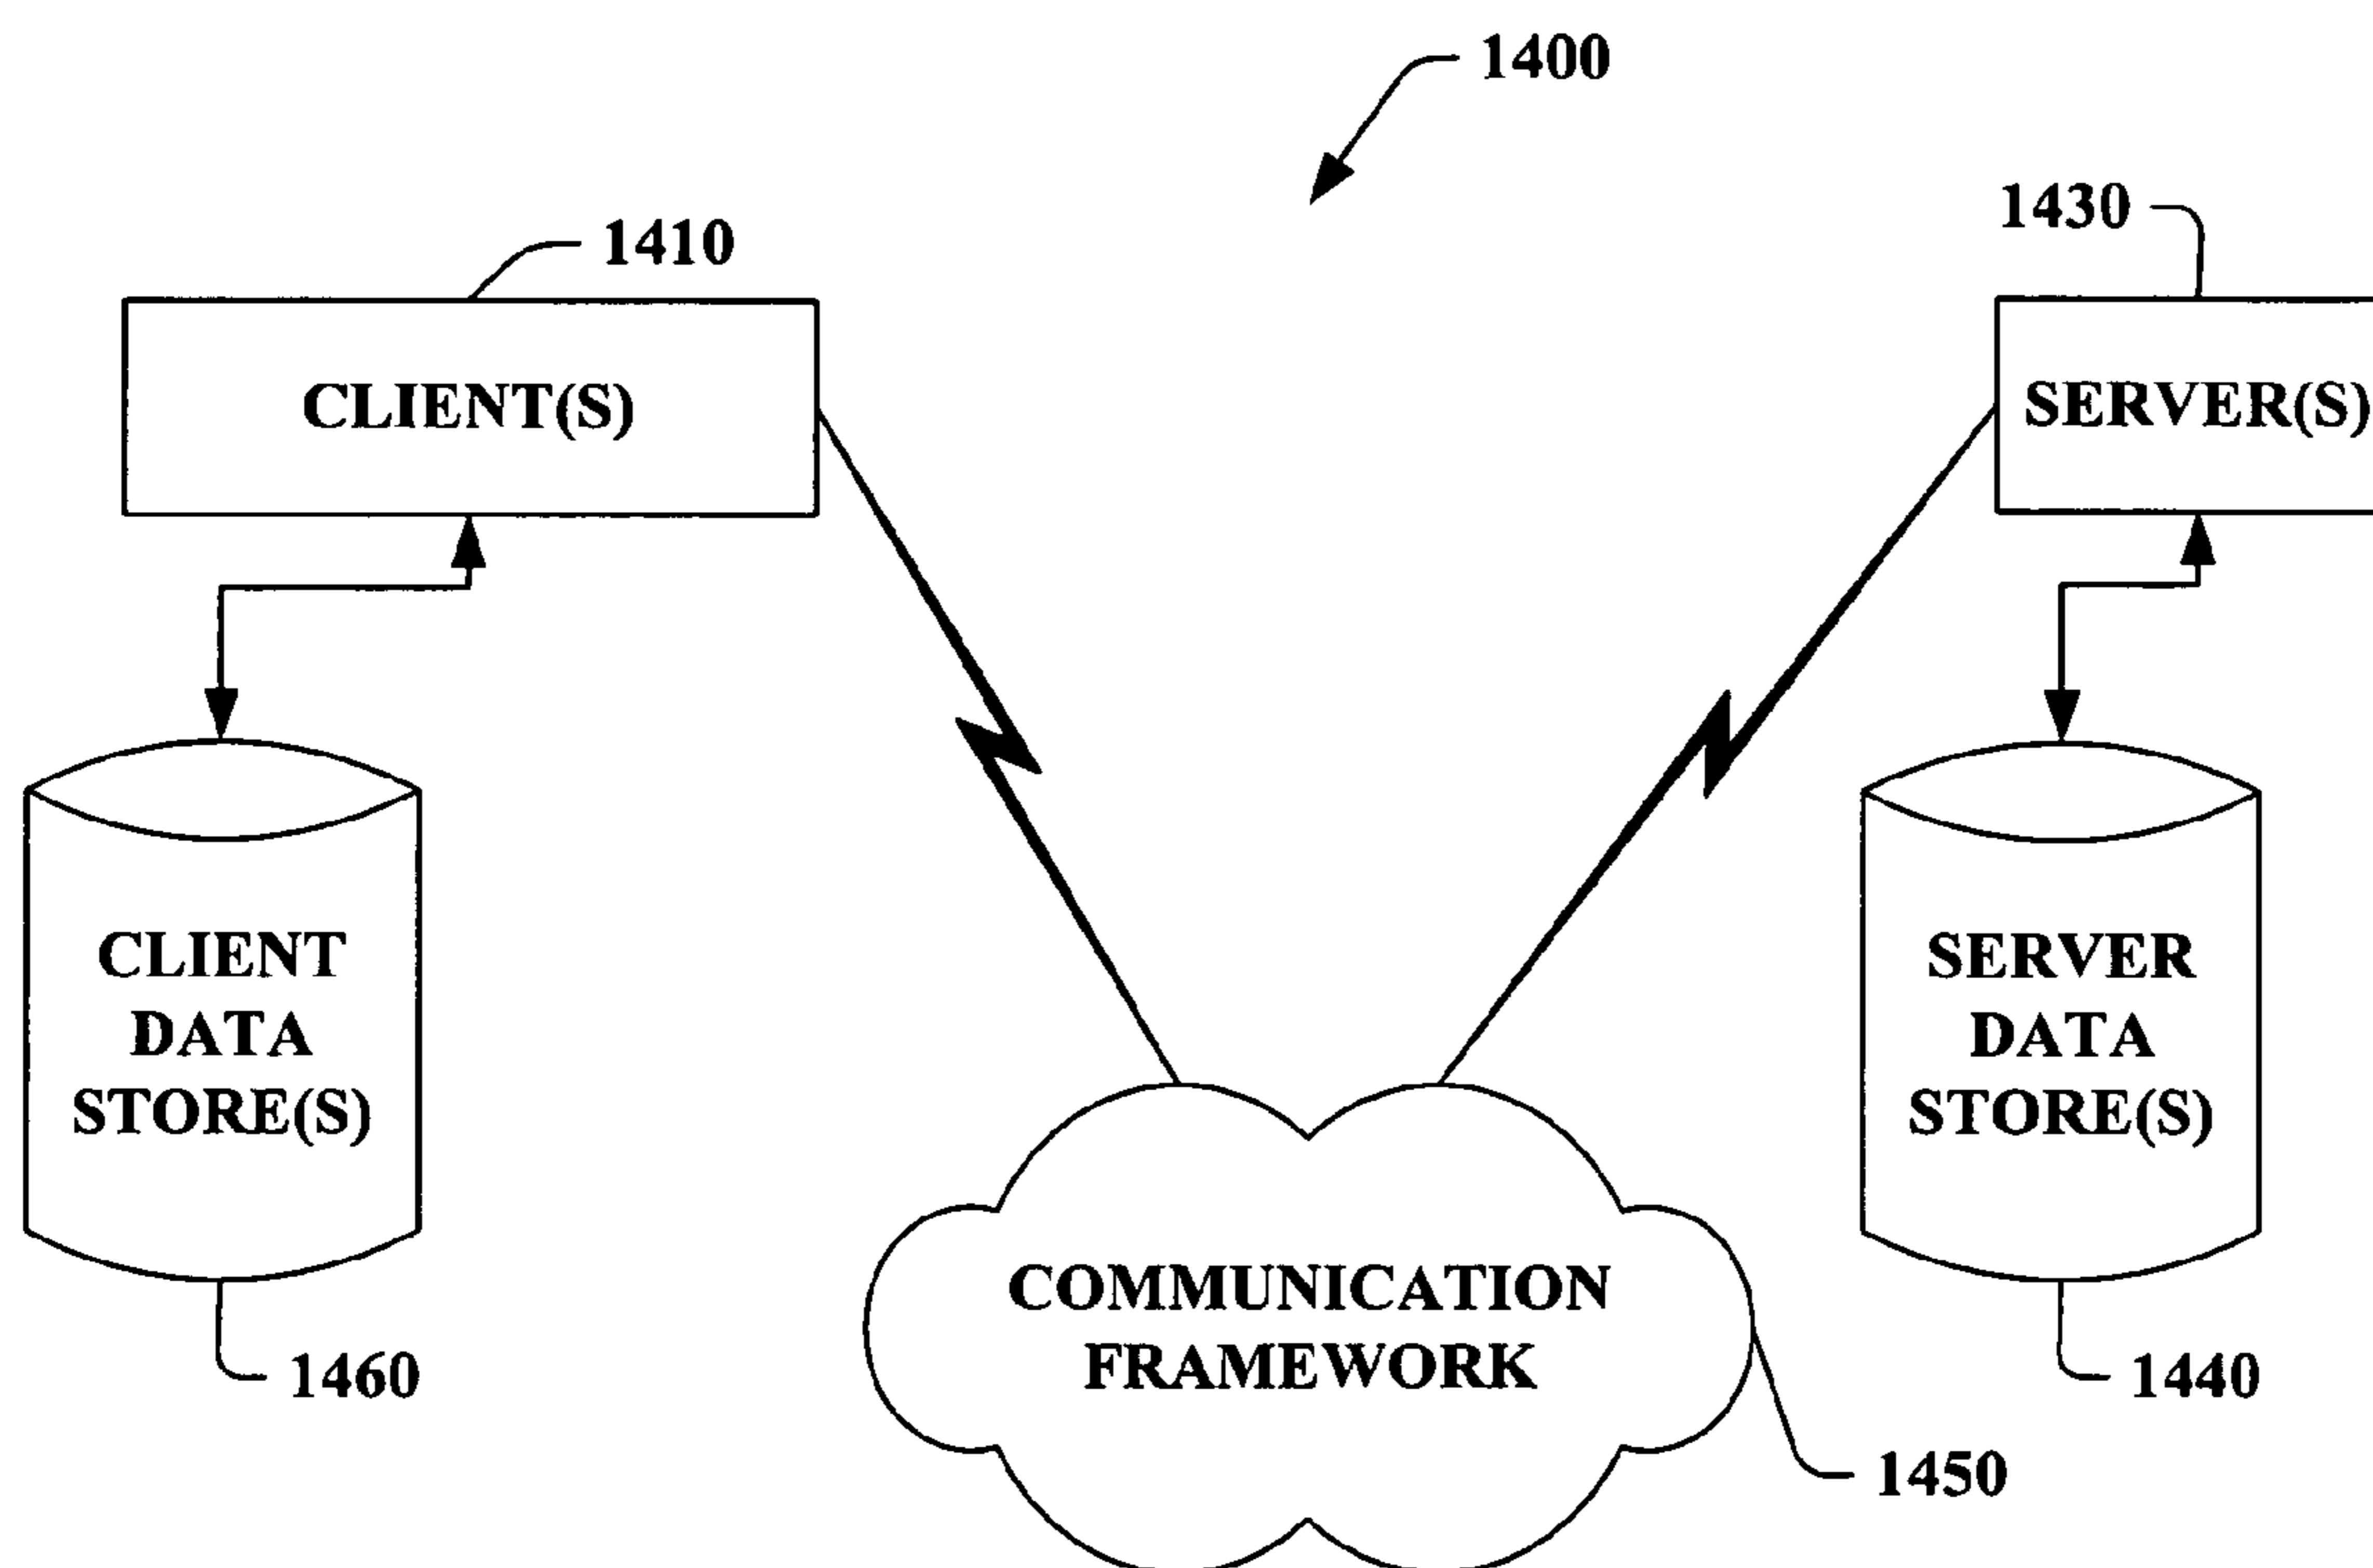 1400
1410
1430
CLIENT(S)
SERVER(S)
CLIENT
DATA
STORE(S)
SERVER
DATA
STORE(S)
COMMUNICATION
FRAMEWORK
1460
1440
1450